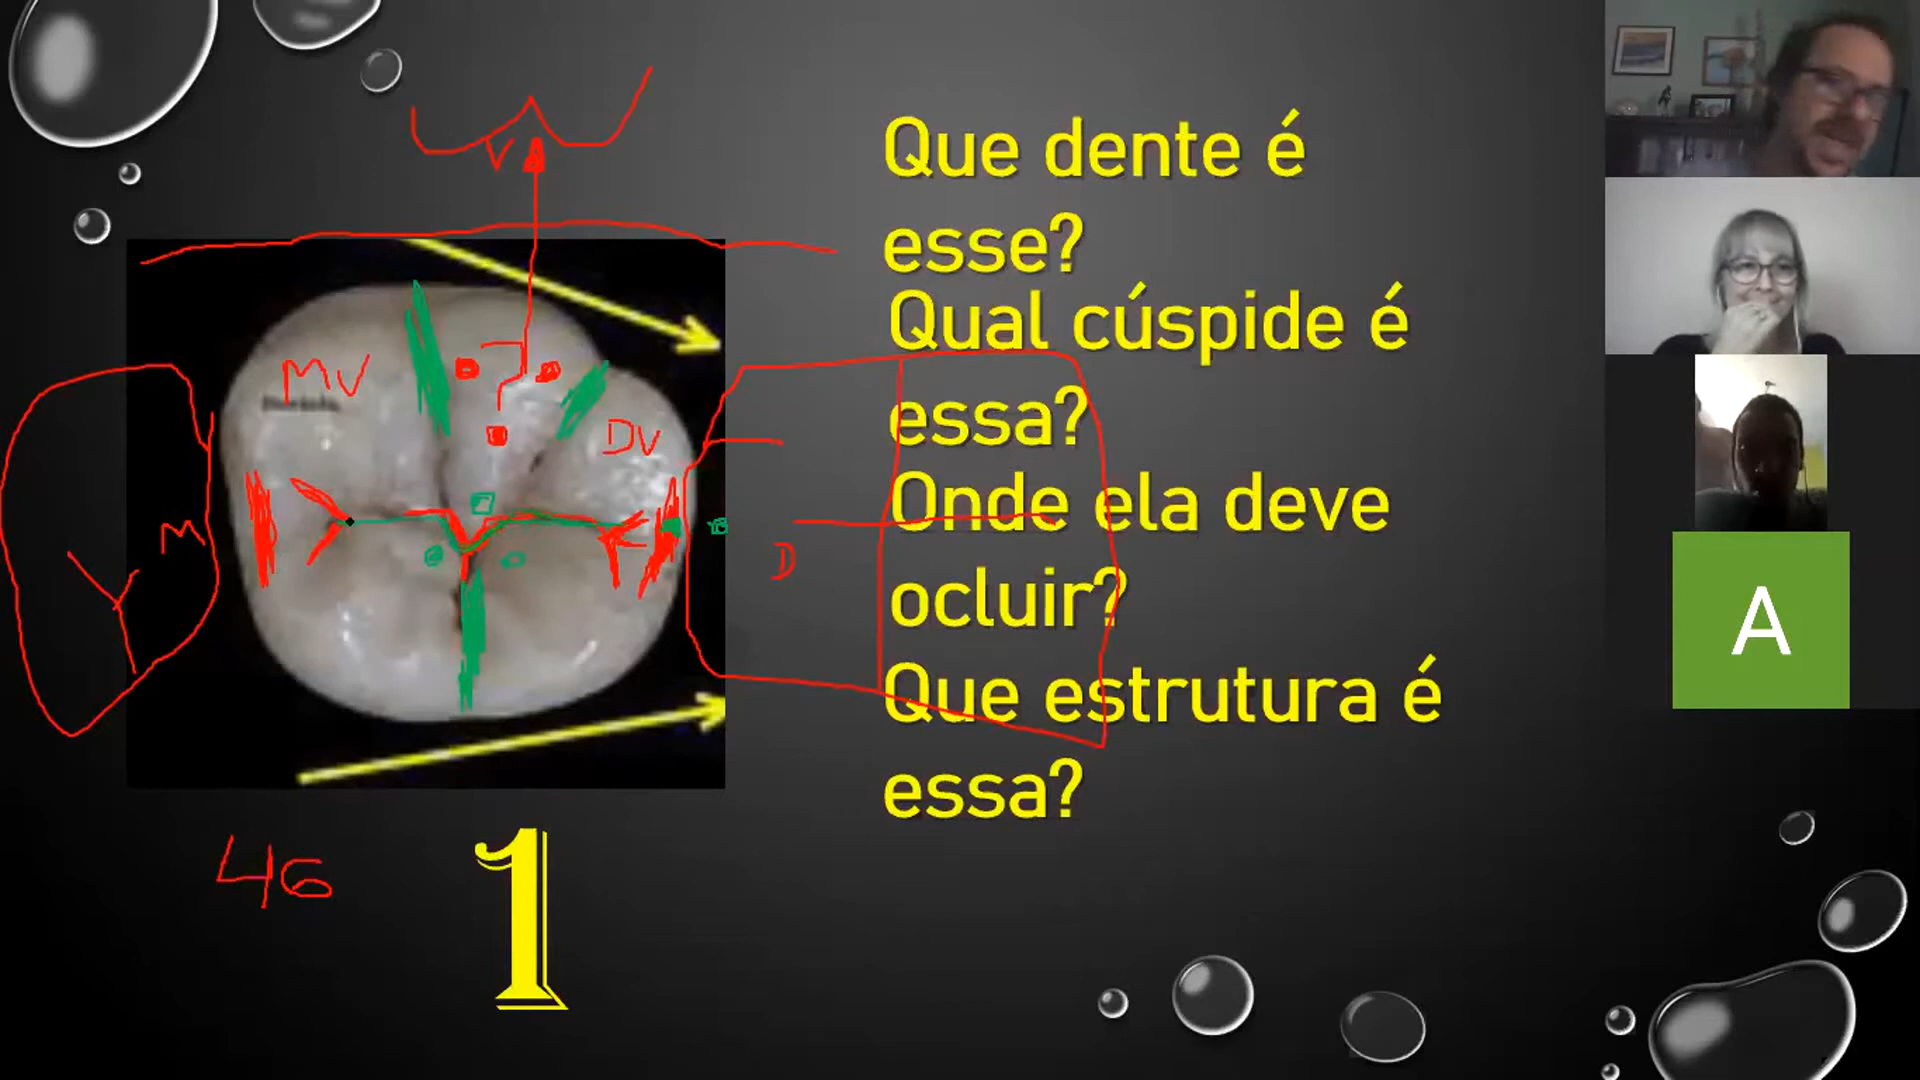 Que dente é
esse?
Qual cúspide é
essa?
Onde ela deve
ocluir?
Que estrutura é
essa?
V
MV
DV
M
D
46
1
A